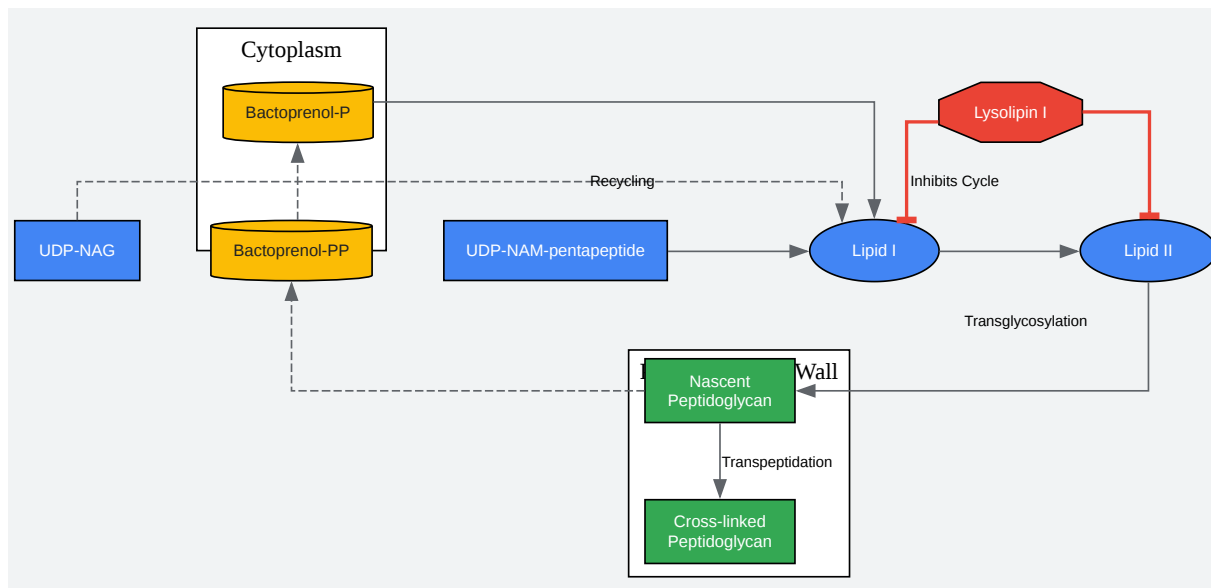 Cytoplasm
Bactoprenol-P
Lysolipin I
Recycling
Inhibits Cycle
UDP-NAG
Bactoprenol-PP
UDP-NAM-pentapeptide
Lipid I
Lipid II
Transglycosylation
Wall
Nascent
Peptidoglycan
Transpeptidation
Cross-linked
Peptidoglycan